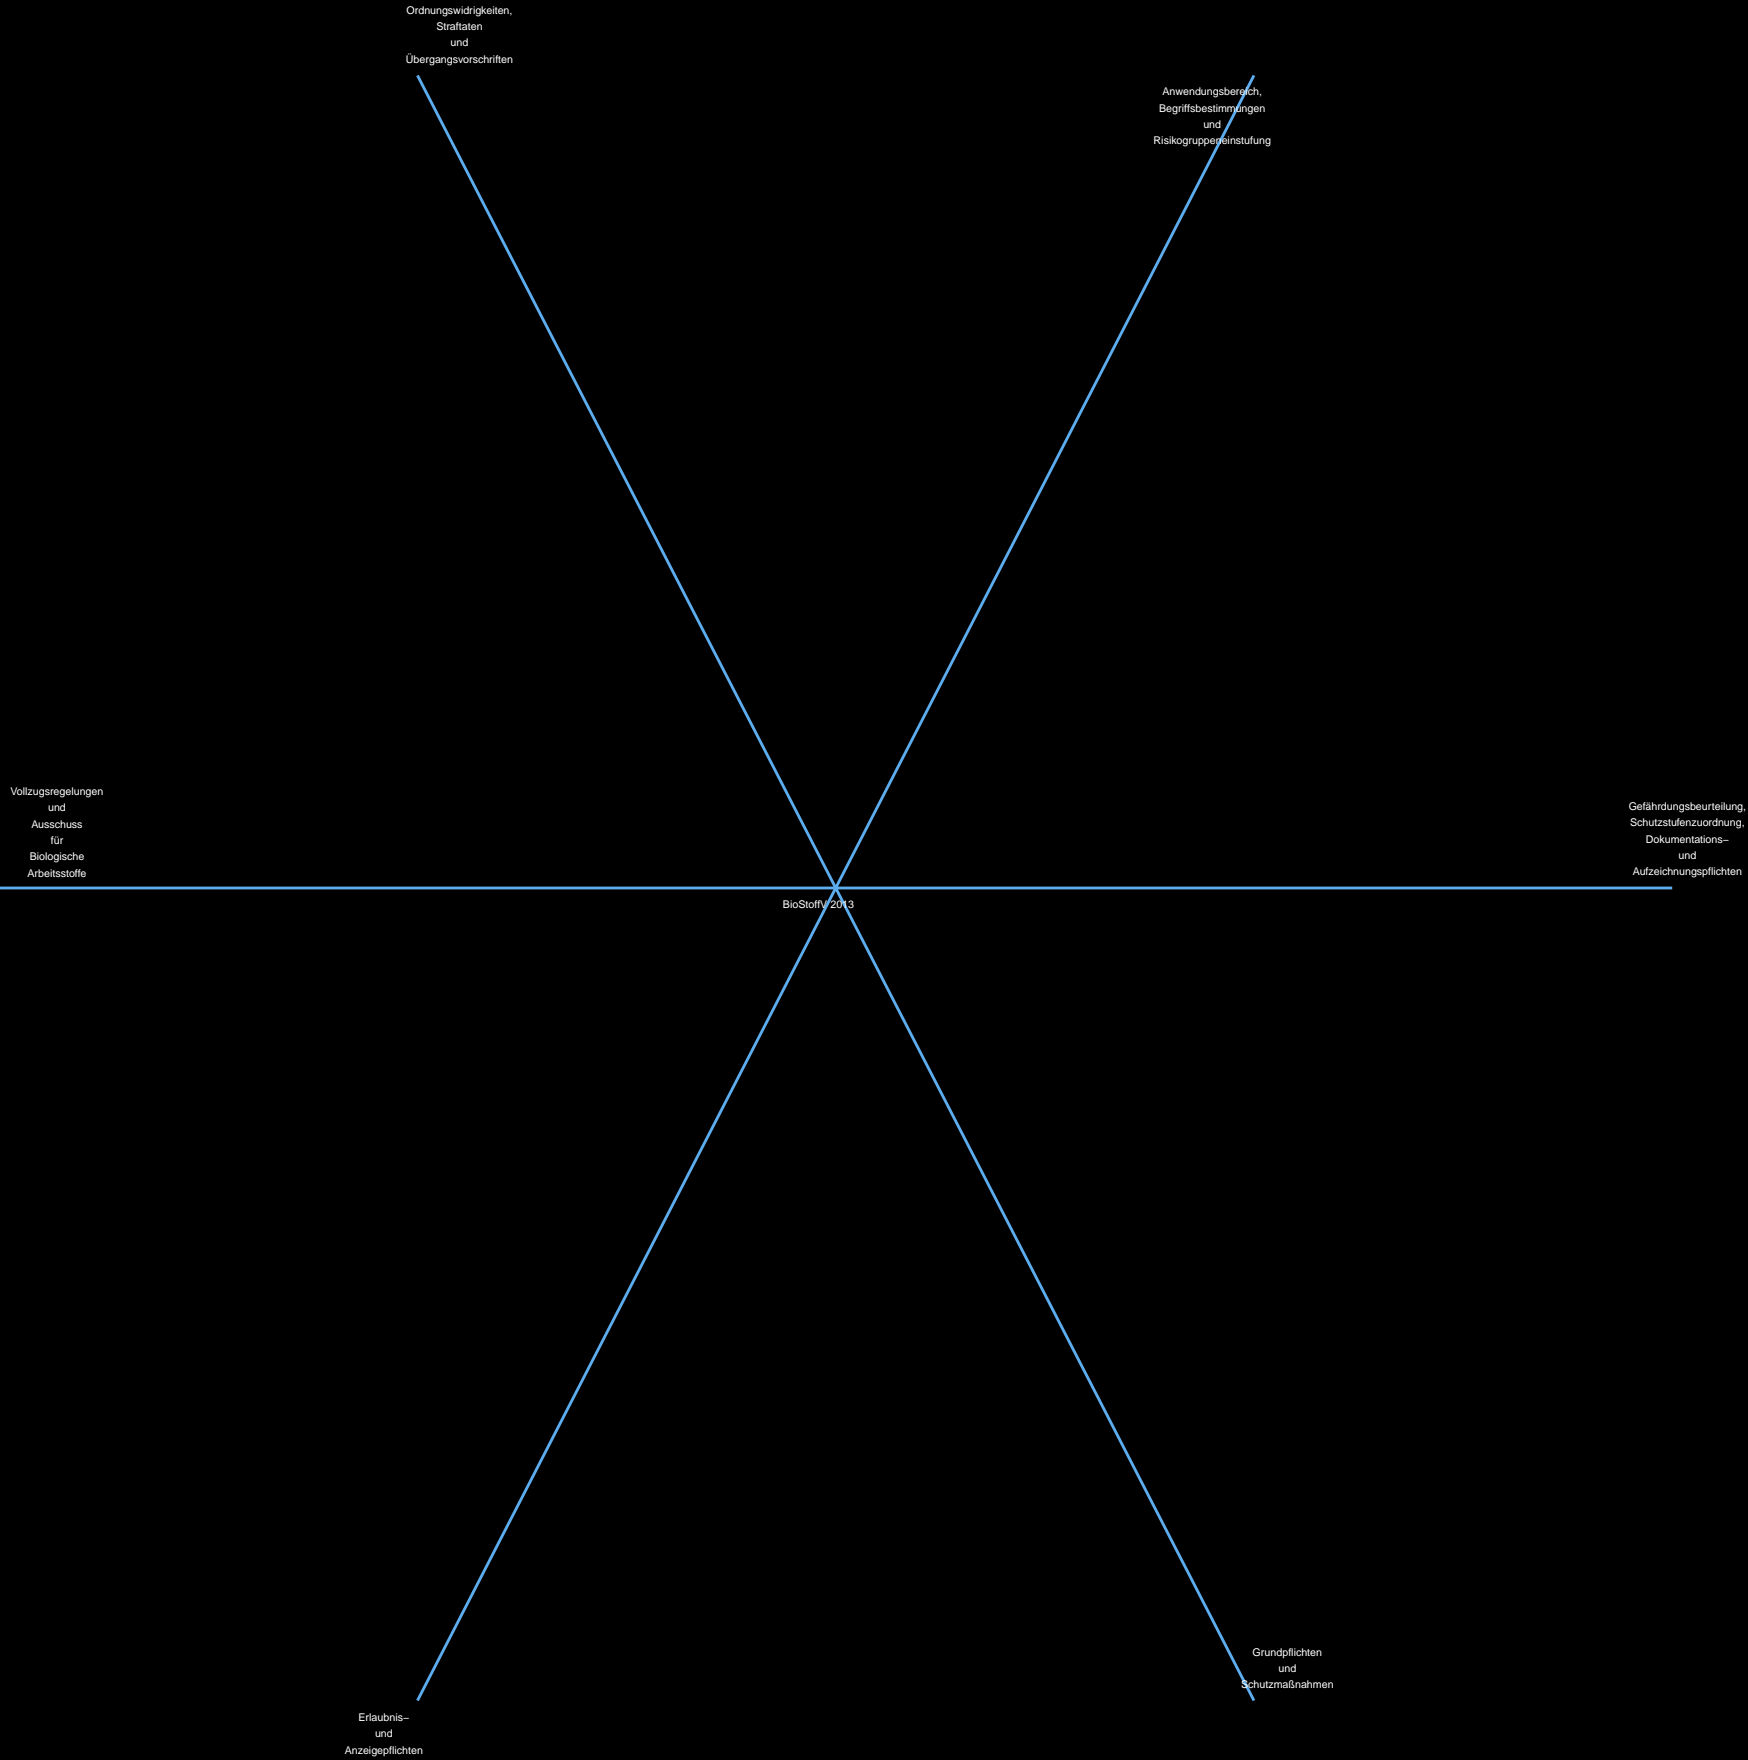 Ordnungswidrigkeiten,
Straftaten
und
Übergangsvorschriften
Anwendungsbereich,
Begriffsbestimmungen
und
Risikogruppeneinstufung
Vollzugsregelungen
und
Ausschuss
für
Biologische
Arbeitsstoffe
Gefährdungsbeurteilung,
Schutzstufenzuordnung,
Dokumentations–
und
Aufzeichnungspflichten
BioStoffV 2013
Grundpflichten
und
Schutzmaßnahmen
Erlaubnis–
und
Anzeigepflichten